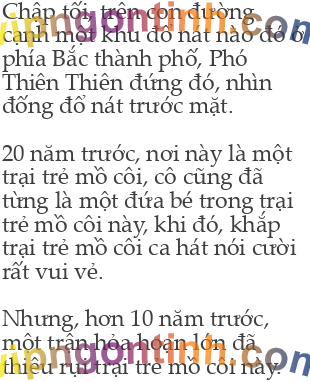 Chập tối, trên con đường
cạnh một khu đổ nát nào đó ở
phía Bắc thành phố, Phó
Thiên Thiên đứng đó, nhìn
đống đổ nát trước mặt.
20 năm trước, nơi này là một
trại trẻ mồ côi, cô cũng đã
từng là một đứa bé trong trại
trẻ mồ côi này, khi đó, khắp
trại trẻ mồ côi ca hát nói cười
rất vui vẻ.
Nhưng, hơn 10 năm trước,
một trận hỏa hoạn lớn đã
thiêu rụi trại trẻ mồ côi này.
vipngontinh.com
vipngontinh.com